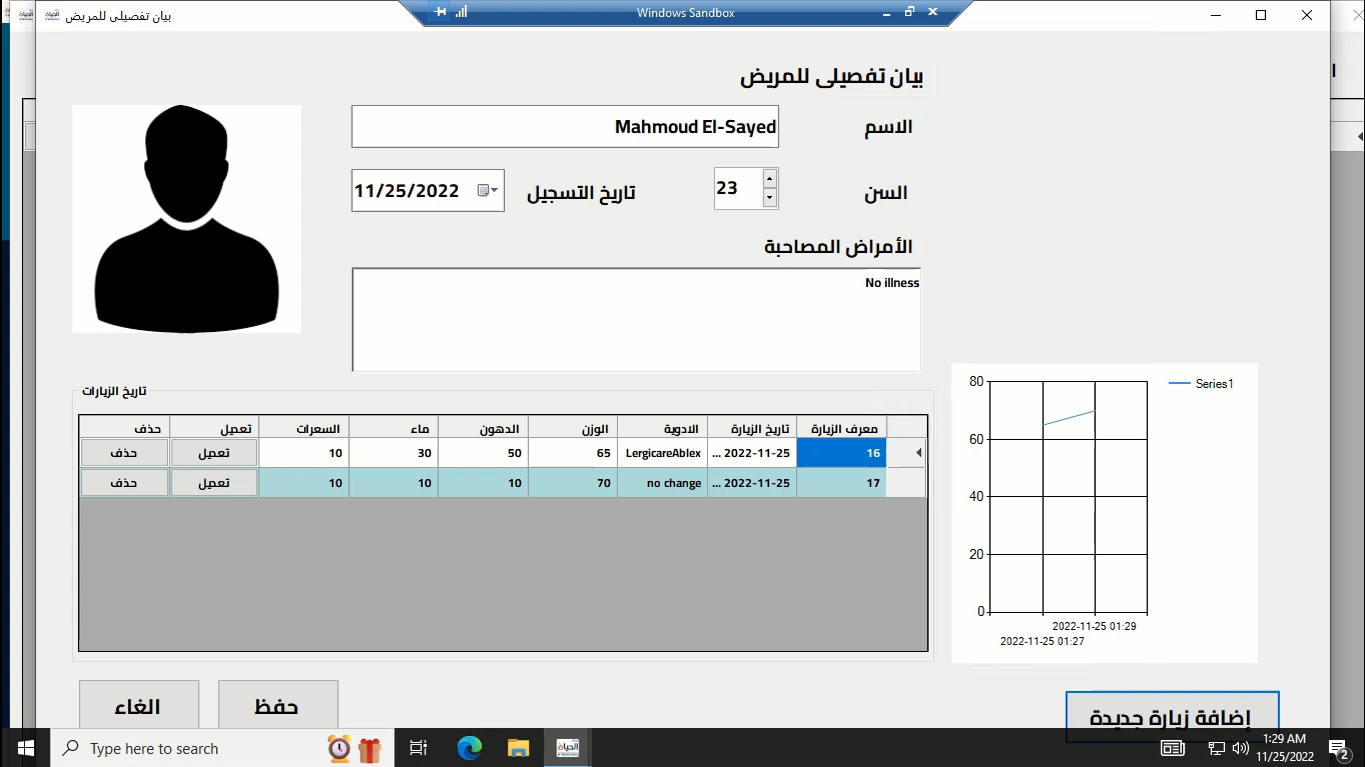 بيان تفصيلى للمريض
Windows Sandbox
بيان تفصيلى للمريض
الاسم
Mahmoud El-Sayed
السن
23
تاريخ التسجيل
11/25/2022
الأمراض المصاحبة
No illness
تاريخ الزيارات
معرف الزيارة تاريخ الزيارة الادوية الوزن الدهون ماء السعرات تعميل حذف
16 2022-11-25 ... LergicareAblex 65 50 30 10 تعميل حذف
17 2022-11-25 ... no change 70 10 10 10 تعميل حذف
Series1
80
60
40
20
0
2022-11-25 01:29
2022-11-25 01:27
إضافة زيارة جديدة
حفظ
الغاء
Type here to search
الحياة
1:29 AM
11/25/2022
2